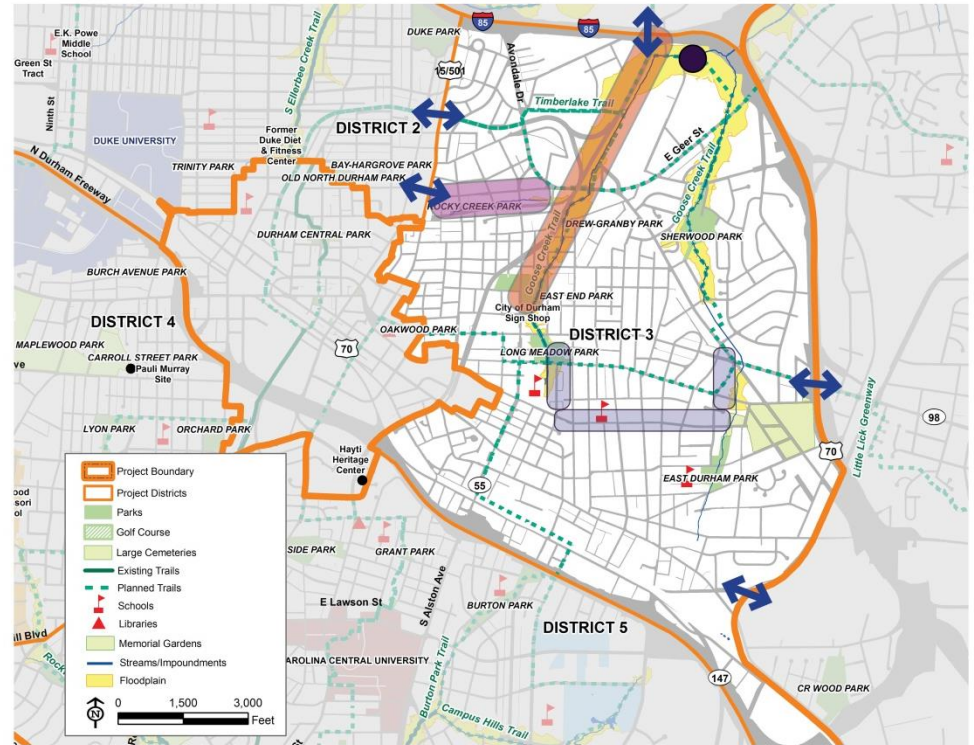 E.K. Powe
Middle
School
Green St
Tract
Ninth St
S Ellerbee Creek Trail
DUKE PARK
85
85
15/501
Avondale Dr
Timberlake Trail
DISTRICT 2
DUKE UNIVERSITY
Former
Duke Diet
& Fitness
Center
TRINITY PARK
BAY-HARGROVE PARK
OLD NORTH DURHAM PARK
E Geer St
N Durham Freeway
ROCKY CREEK PARK
Goose Creek Trail
DURHAM CENTRAL PARK
DREW-GRANBY PARK
SHERWOOD PARK
Goose Creek Trail
BURCH AVENUE PARK
EAST END PARK
City of Durham
Sign Shop
DISTRICT 4
OAKWOOD PARK
DISTRICT 3
70
MAPLEWOOD PARK
LONG MEADOW PARK
ve
CARROLL STREET PARK
Pauli Murray
Site
Little Lick Greenway
98
LYON PARK
ORCHARD PARK
70
Hayti
Heritage
Center
55
EAST DURHAM PARK
ood
sori
ol
SIDE PARK
GRANT PARK
E Lawson St
S Alston Ave
BURTON PARK
DISTRICT 5
ill Blvd
CAROLINA CENTRAL UNIVERSITY
147
CR WOOD PARK
Burton Park Trail
Campus Hills Trail
Project Boundary
Project Districts
Parks
Golf Course
Large Cemeteries
Existing Trails
Planned Trails
Schools
Libraries
Memorial Gardens
Streams/Impoundments
Floodplain
N
0 1,500 3,000
Feet